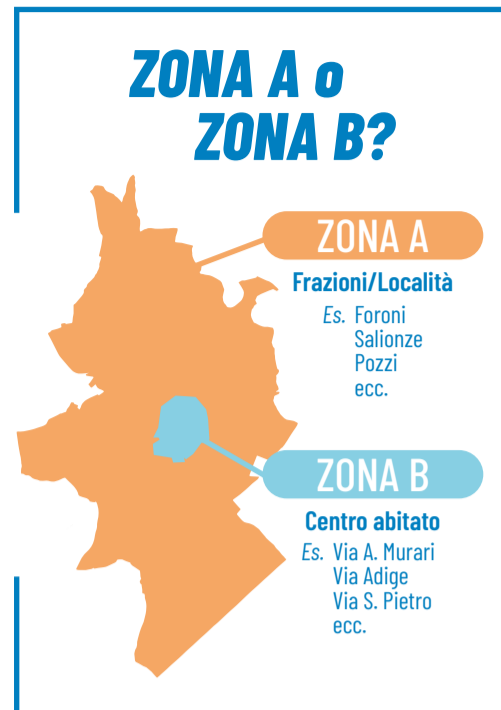 ZONA A o
ZONA B?
ZONA A
Frazioni/Località
Es. Foroni
Salionze
Pozzi
ecc.
ZONA B
Centro abitato
Es. Via A. Murari
Via Adige
Via S. Pietro
ecc.